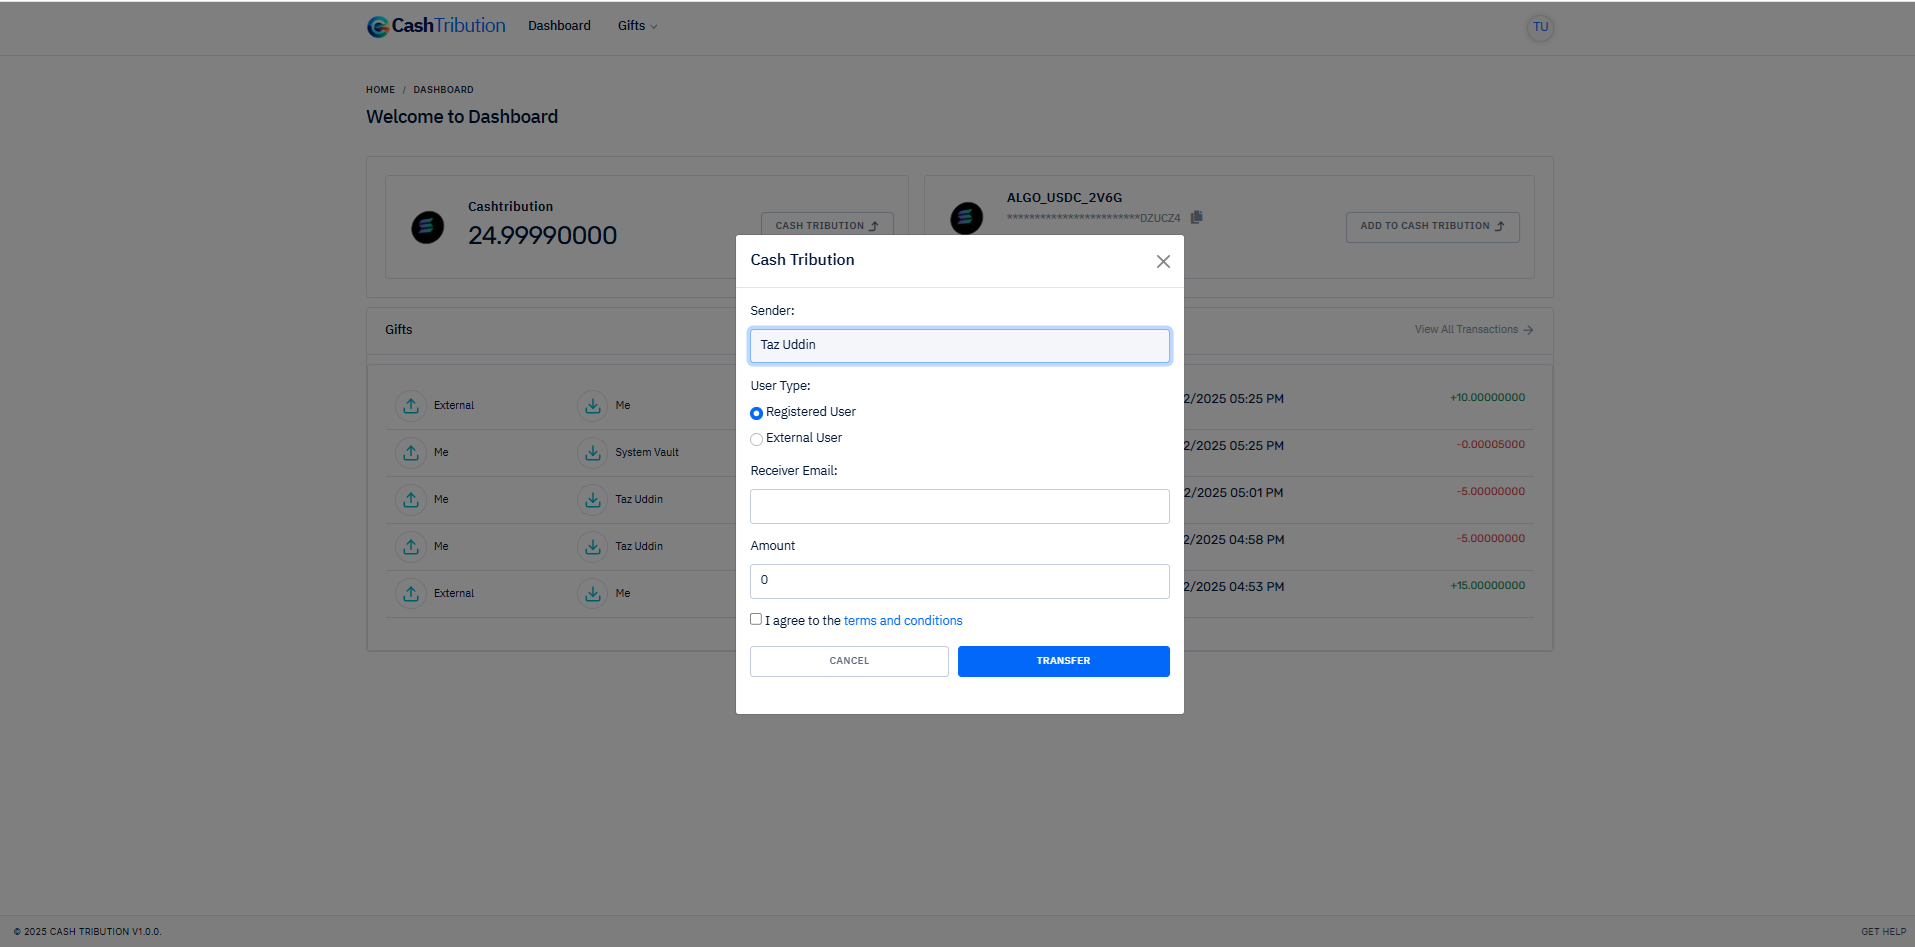 CashTribution
Dashboard
Gifts
TU
HOME / DASHBOARD
Welcome to Dashboard
Cashtribution
24.99990000
CASH TRIBUTION
ALGO_USDC_2V6G
************************DZUCZ4
ADD TO CASH TRIBUTION
Gifts
View All Transactions
External Me 2/2025 05:25 PM +10.00000000
Me System Vault 2/2025 05:25 PM -0.00005000
Me Taz Uddin 2/2025 05:01 PM -5.00000000
Me Taz Uddin 2/2025 04:58 PM -5.00000000
External Me 2/2025 04:53 PM +15.00000000
Cash Tribution
Sender:
Taz Uddin
User Type:
Registered User
External User
Receiver Email:
Amount
0
I agree to the terms and conditions
CANCEL
TRANSFER
© 2025 CASH TRIBUTION V1.0.0.
GET HELP